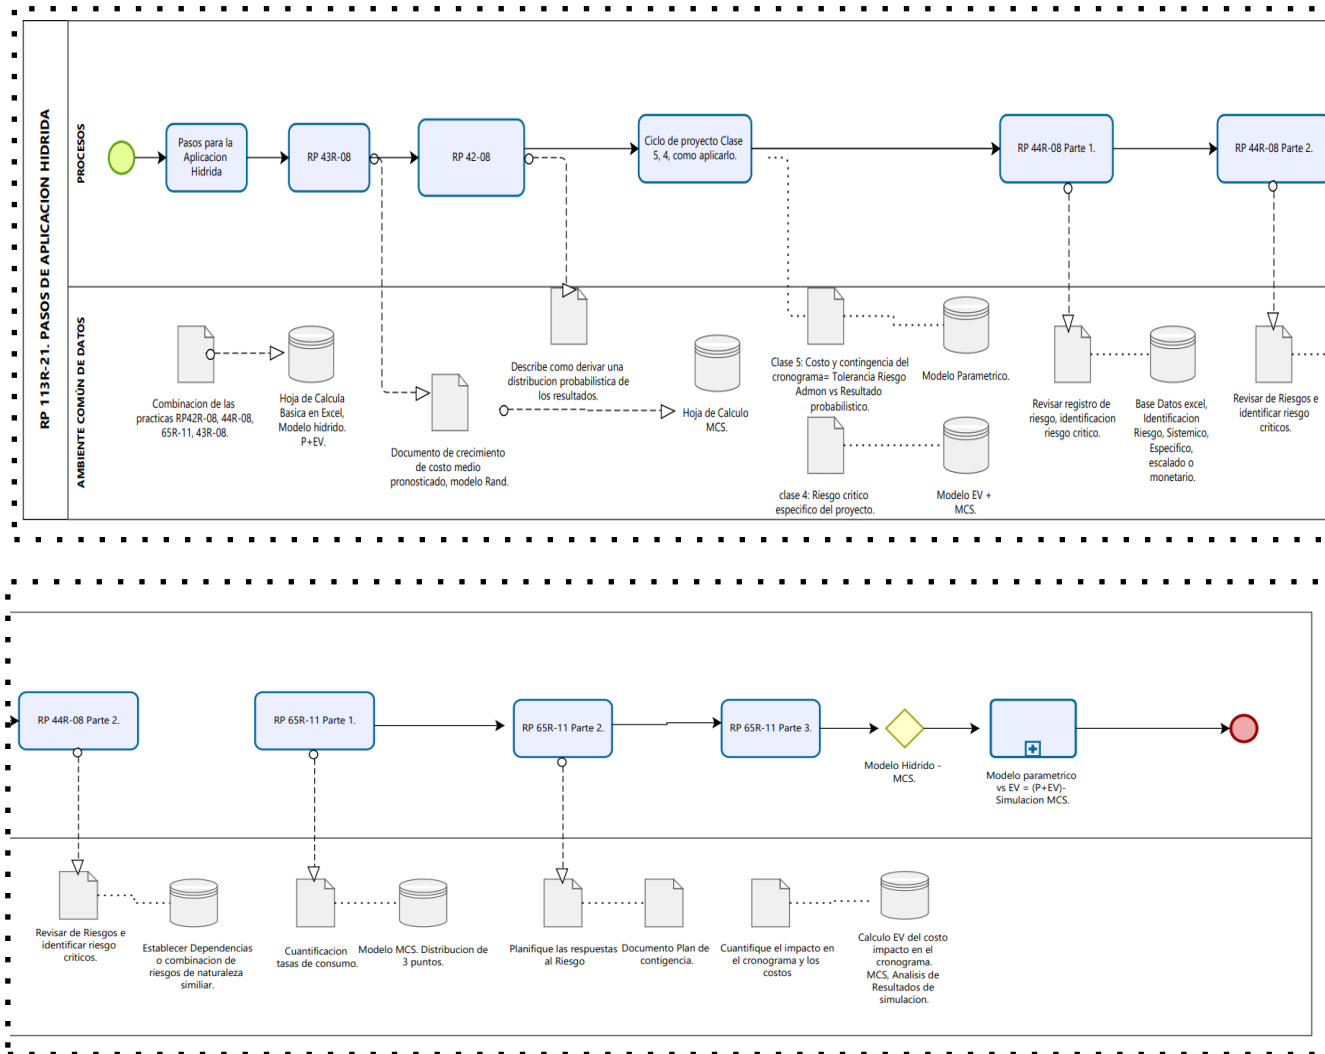 RP 113R-21. PASOS DE APLICACION HIDRIDA
PROCESOS
Pasos para la
Aplicacion
Hidrida
RP 43R-08
RP 42-08
Ciclo de proyecto Clase
5, 4, como aplicarlo.
RP 44R-08 Parte 1.
RP 44R-08 Parte 2.
AMBIENTE COMÚN DE DATOS
Combinacion de las
practicas RP42R-08, 44R-08,
65R-11, 43R-08.
Hoja de Calcula
Basica en Excel,
Modelo hidrido.
P+EV.
Documento de crecimiento
de costo medio
pronosticado, modelo Rand.
Describe como derivar una
distribucion probabilistica de
los resultados.
Hoja de Calculo
MCS.
Clase 5: Costo y contingencia del
cronograma= Tolerancia Riesgo
Admon vs Resultado
probabilistico.
Modelo Parametrico.
clase 4: Riesgo critico
especifico del proyecto.
Modelo EV +
MCS.
Revisar registro de
riesgo, identificacion
riesgo critico.
Base Datos excel,
Identificacion
Riesgo, Sistemico,
Especifico,
escalado o
monetario.
Revisar de Riesgos e
identificar riesgo
criticos.
RP 44R-08 Parte 2.
RP 65R-11 Parte 1.
RP 65R-11 Parte 2.
RP 65R-11 Parte 3.
Modelo Hidrido -
MCS.
Modelo parametrico
vs EV = (P+EV)-
Simulacion MCS.
Revisar de Riesgos e
identificar riesgo
criticos.
Establecer Dependencias
o combinacion de
riesgos de naturaleza
similiar.
Cuantificacion
tasas de consumo.
Modelo MCS. Distribucion de
3 puntos.
Planifique las respuestas
al Riesgo
Documento Plan de
contigencia.
Cuantifique el impacto en
el cronograma y los
costos
Calculo EV del costo
impacto en el
cronograma.
MCS, Analisis de
Resultados de
simulacion.